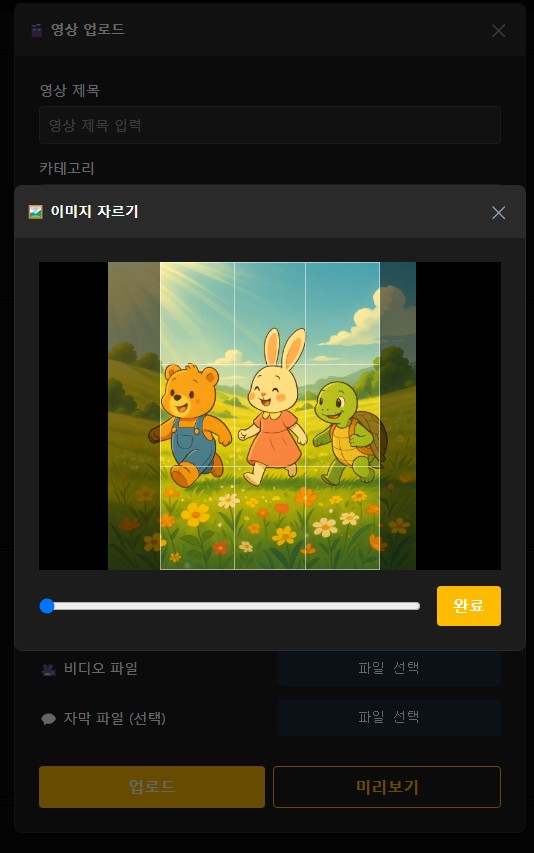 영상 업로드
영상 제목
영상 제목 입력
카테고리
이미지 자르기
완료
비디오 파일
파일 선택
자막 파일 (선택)
파일 선택
업로드
미리보기